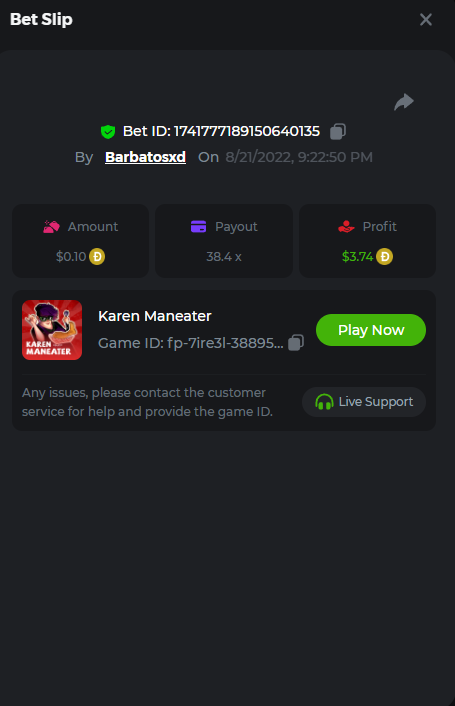 Bet Slip
Bet ID: 1741777189150640135
By Barbatosxd On 8/21/2022, 9:22:50 PM
Amount Payout Profit
$0.10 38.4 x $3.74
KAREN
MANEATER
Karen Maneater
Game ID: fp-7ire3l-38895...
Play Now
Any issues, please contact the customer
service for help and provide the game ID.
Live Support